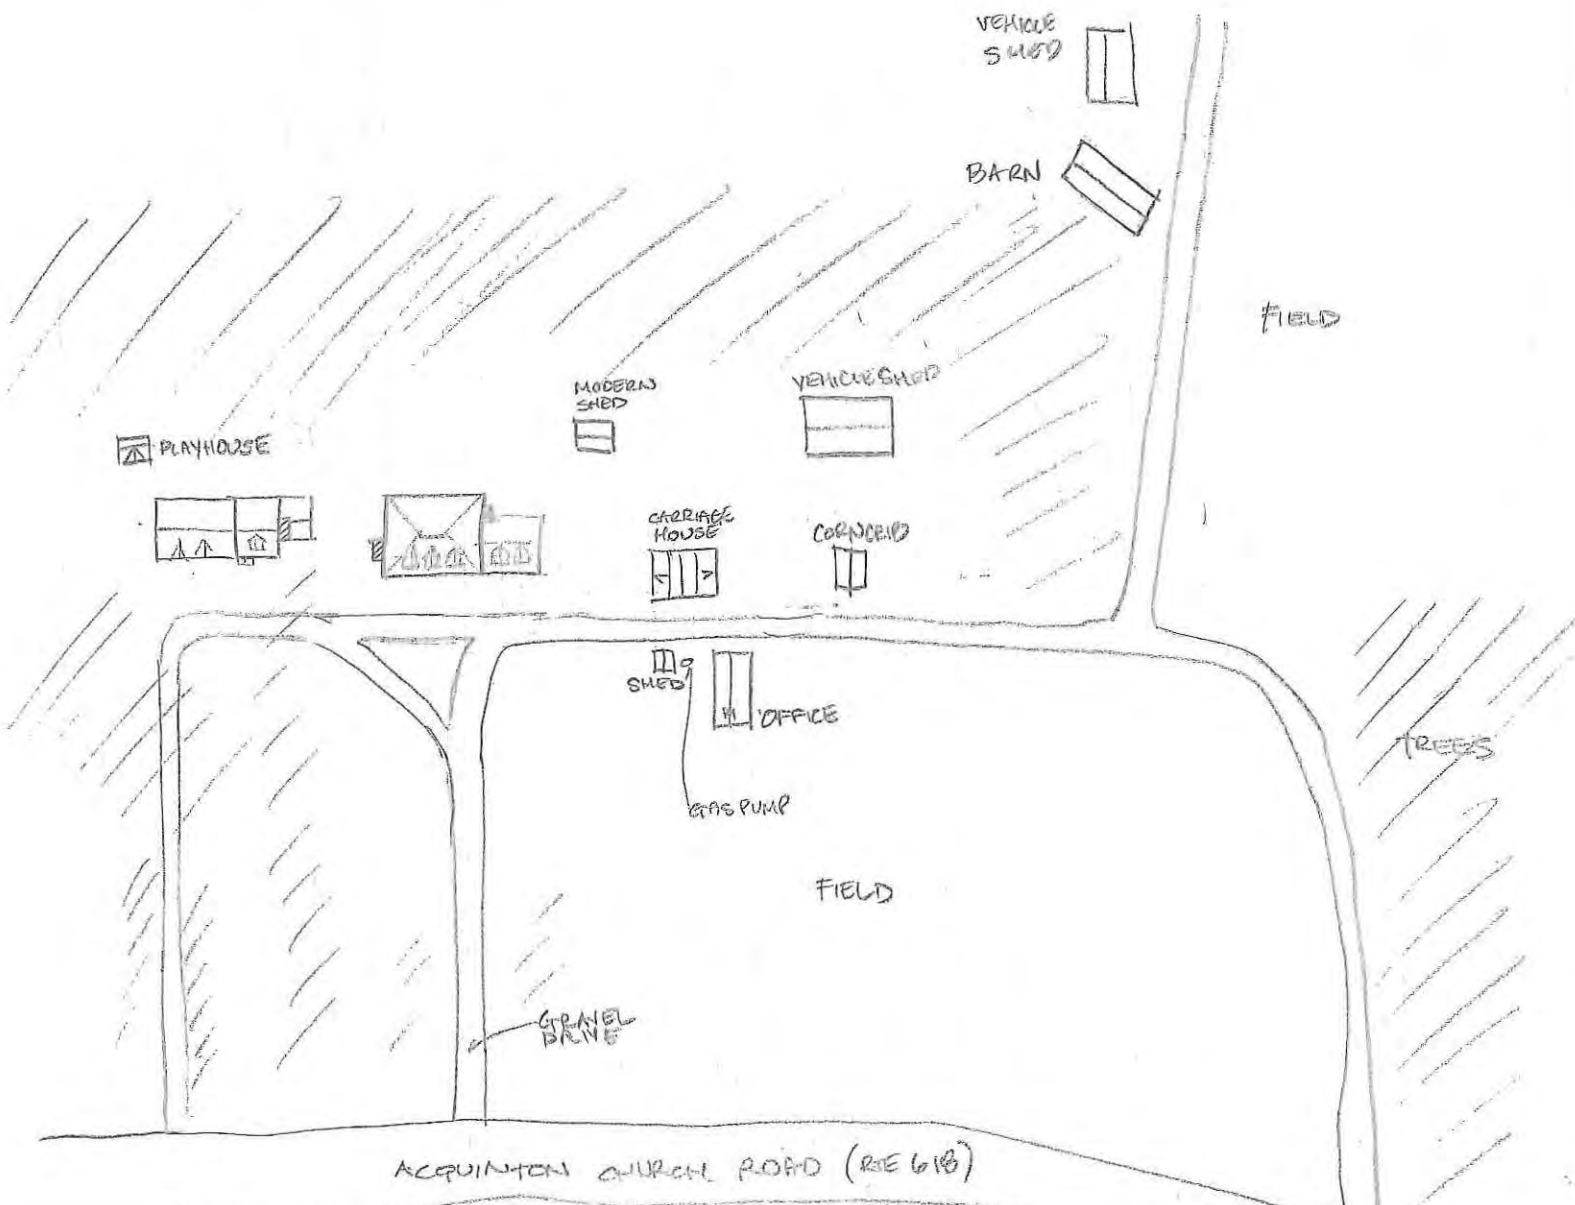 VEHICLE
SHED
BARN
FIELD
MODERN
SHED
VEHICLE SHED
PLAYHOUSE
CARRIAGE
HOUSE
CORNCRIB
SHED
OFFICE
TREES
GAS PUMP
FIELD
GRAVEL
DRIVE
ACQUINTON CHURCH ROAD (RTE 618)